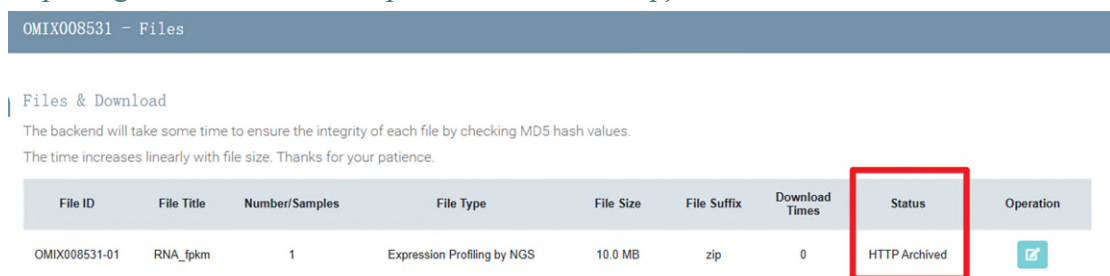 OMIX008531 - Files
Files & Download
The backend will take some time to ensure the integrity of each file by checking MD5 hash values.
The time increases linearly with file size. Thanks for your patience.
File ID File Title Number/Samples File Type File Size File Suffix Download Times Status Operation
OMIX008531-01 RNA_fpkm 1 Expression Profiling by NGS 10.0 MB zip 0 HTTP Archived